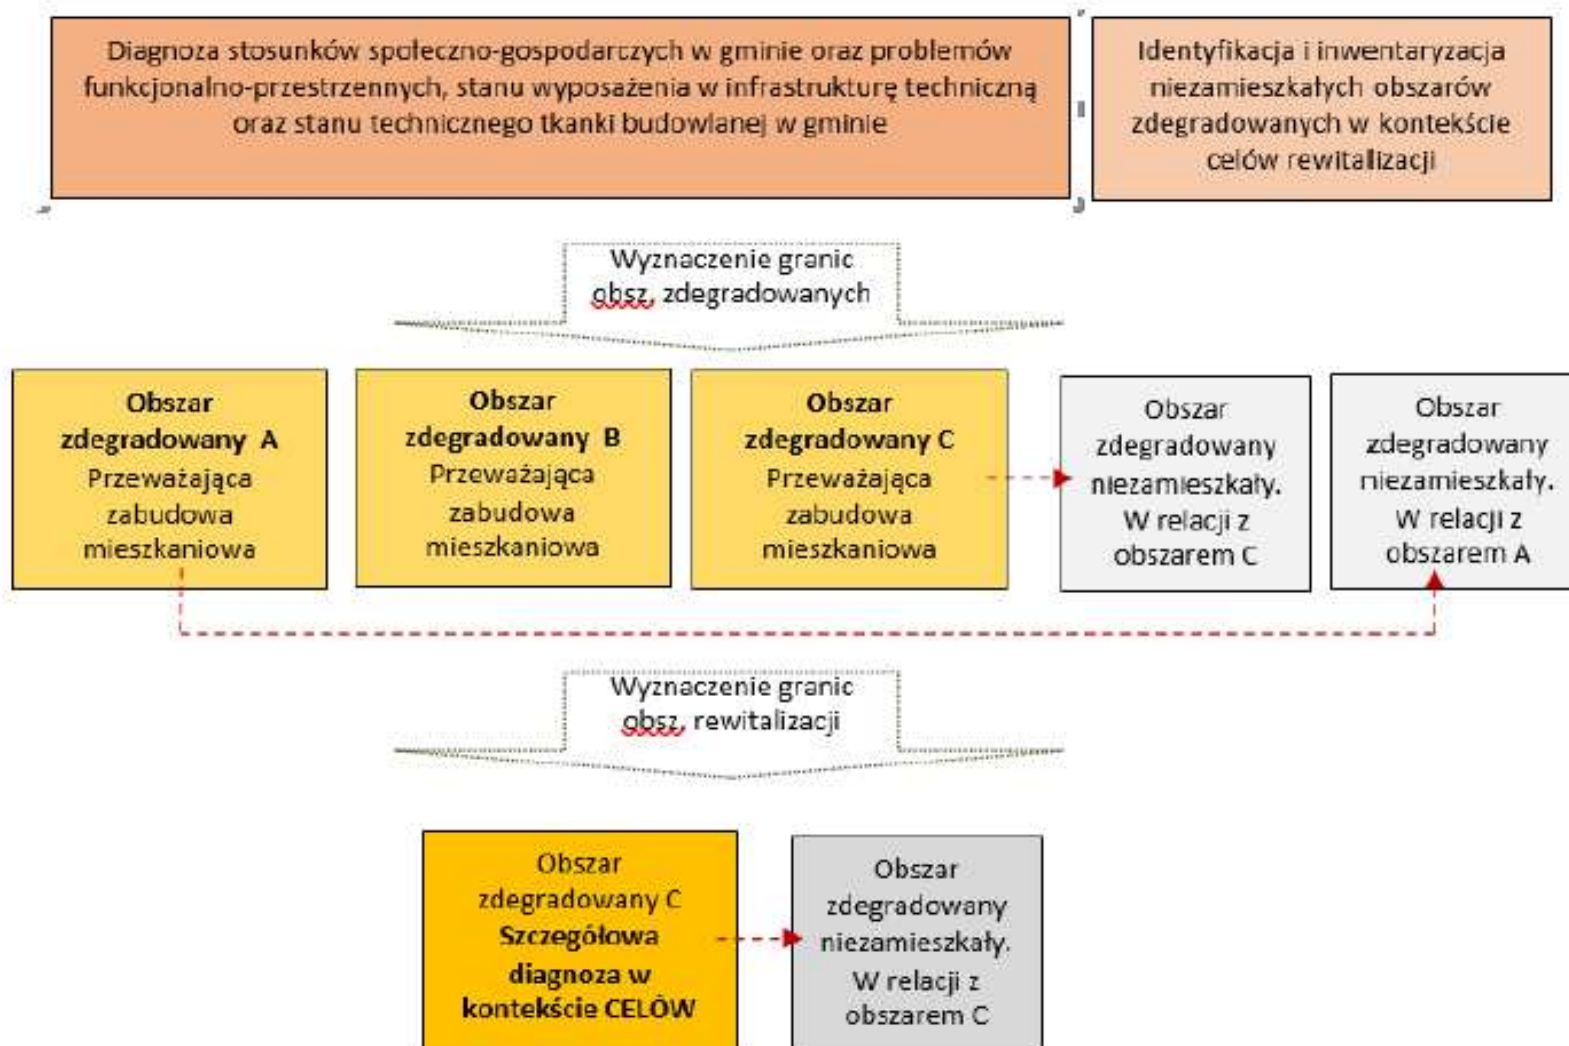 Diagnoza stosunków społeczno-gospodarczych w gminie oraz problemów
funkcjonalno-przestrzennych, stanu wyposażenia w infrastrukturę techniczną
oraz stanu technicznego tkanki budowlanej w gminie
Identyfikacja i inwentaryzacja
niezamieszkałych obszarów
zdegradowanych w kontekście
celów rewitalizacji
Wyznaczenie granic
obsz. zdegradowanych
Obszar
zdegradowany A
Przeważająca
zabudowa
mieszkaniowa
Obszar
zdegradowany B
Przeważająca
zabudowa
mieszkaniowa
Obszar
zdegradowany C
Przeważająca
zabudowa
mieszkaniowa
Obszar
zdegradowany
niezamieszkały.
W relacji z
obszarem C
Obszar
zdegradowany
niezamieszkały.
W relacji z
obszarem A
Wyznaczenie granic
obsz. rewitalizacji
Obszar
zdegradowany C
Szczegółowa
diagnoza w
kontekście CELÓW
Obszar
zdegradowany
niezamieszkały.
W relacji z
obszarem C